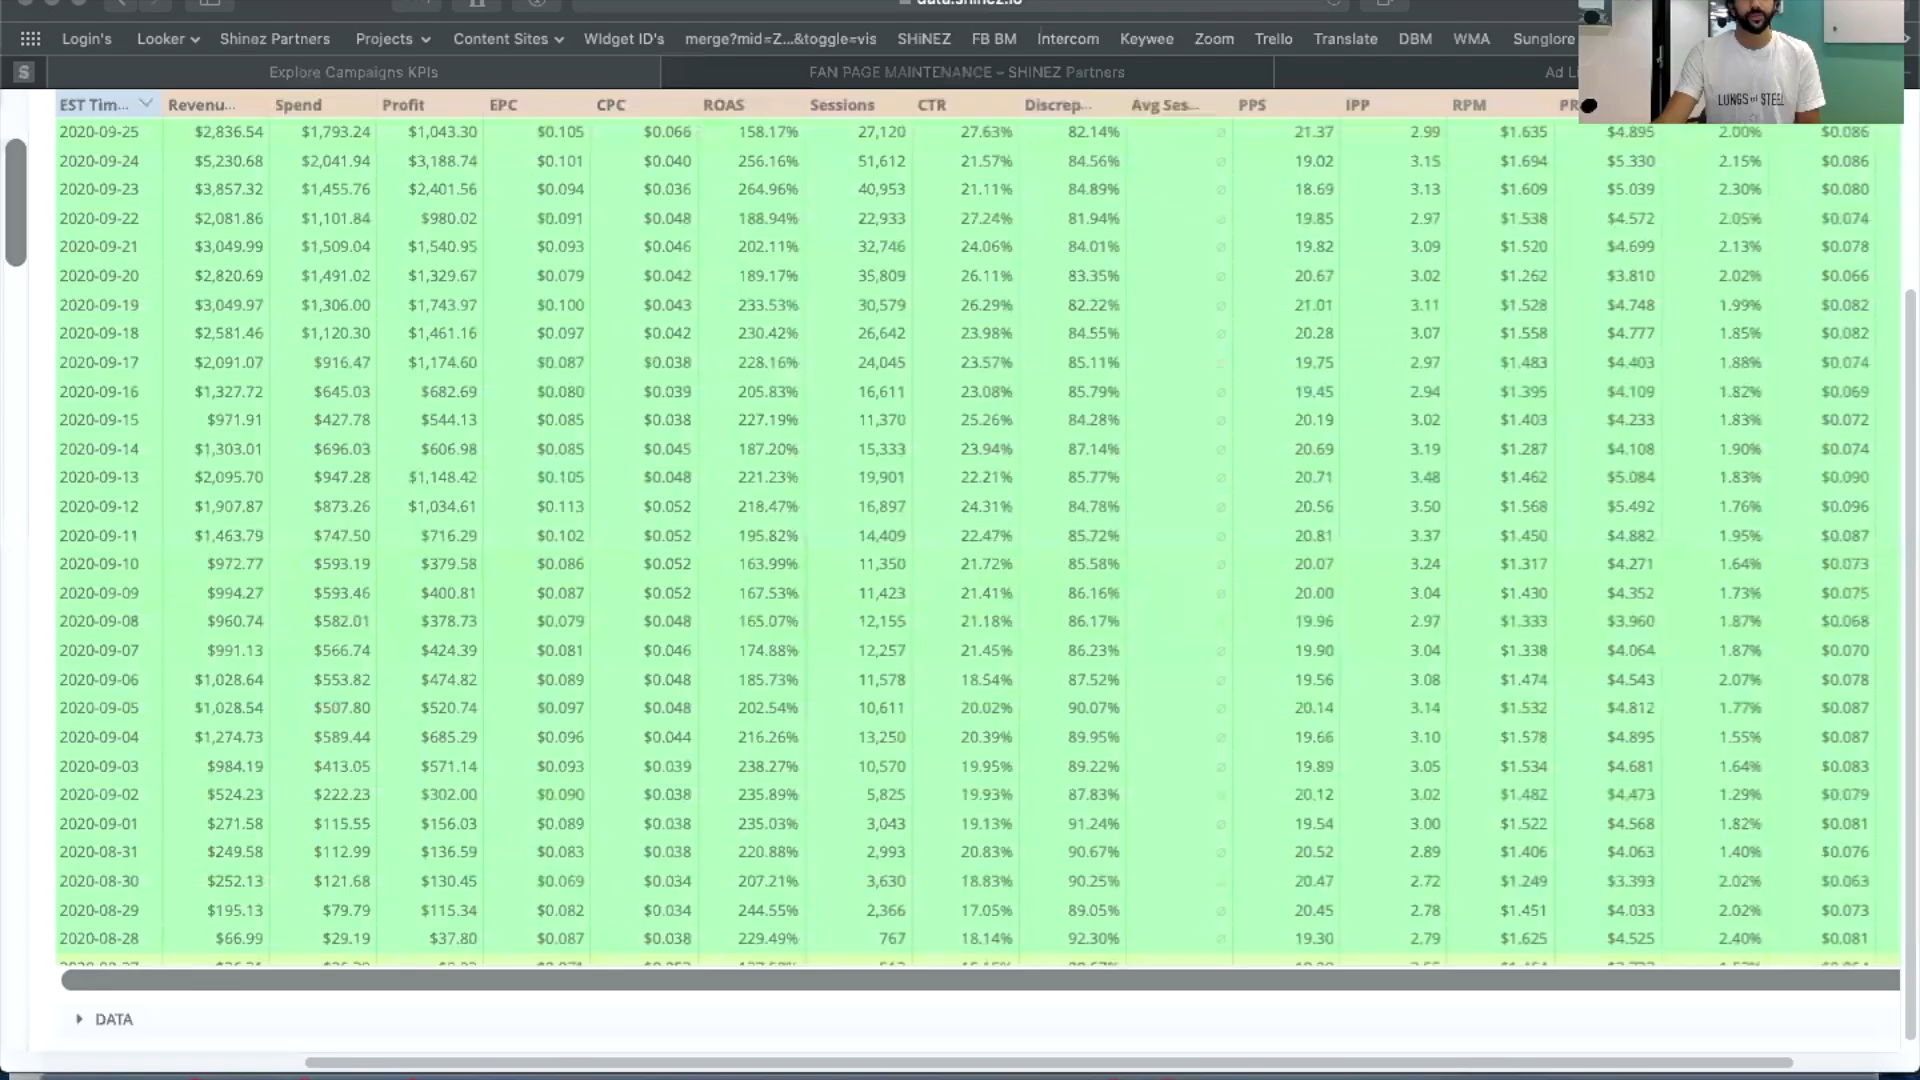 data.shinez.io
Login's Looker Shinez Partners Projects Content Sites Widget ID's merge?mid=Z...&toggle=vis SHiNEZ FB BM Intercom Keywee Zoom Trello Translate DBM WMA Sunglore
S Explore Campaigns KPIs FAN PAGE MAINTENANCE – SHINEZ Partners Ad Li
LUNGS OF STEEL
EST Tim... Revenu... Spend Profit EPC CPC ROAS Sessions CTR Discrep... Avg Ses... PPS IPP RPM PR
2020-09-25 $2,836.54 $1,793.24 $1,043.30 $0.105 $0.066 158.17% 27,120 27.63% 82.14% ∅ 21.37 2.99 $1.635 $4.895 2.00% $0.086
2020-09-24 $5,230.68 $2,041.94 $3,188.74 $0.101 $0.040 256.16% 51,612 21.57% 84.56% ∅ 19.02 3.15 $1.694 $5.330 2.15% $0.086
2020-09-23 $3,857.32 $1,455.76 $2,401.56 $0.094 $0.036 264.96% 40,953 21.11% 84.89% ∅ 18.69 3.13 $1.609 $5.039 2.30% $0.080
2020-09-22 $2,081.86 $1,101.84 $980.02 $0.091 $0.048 188.94% 22,933 27.24% 81.94% ∅ 19.85 2.97 $1.538 $4.572 2.05% $0.074
2020-09-21 $3,049.99 $1,509.04 $1,540.95 $0.093 $0.046 202.11% 32,746 24.06% 84.01% ∅ 19.82 3.09 $1.520 $4.699 2.13% $0.078
2020-09-20 $2,820.69 $1,491.02 $1,329.67 $0.079 $0.042 189.17% 35,809 26.11% 83.35% ∅ 20.67 3.02 $1.262 $3.810 2.02% $0.066
2020-09-19 $3,049.97 $1,306.00 $1,743.97 $0.100 $0.043 233.53% 30,579 26.29% 82.22% ∅ 21.01 3.11 $1.528 $4.748 1.99% $0.082
2020-09-18 $2,581.46 $1,120.30 $1,461.16 $0.097 $0.042 230.42% 26,642 23.98% 84.55% ∅ 20.28 3.07 $1.558 $4.777 1.85% $0.082
2020-09-17 $2,091.07 $916.47 $1,174.60 $0.087 $0.038 228.16% 24,045 23.57% 85.11% 19.75 2.97 $1.483 $4.403 1.88% $0.074
2020-09-16 $1,327.72 $645.03 $682.69 $0.080 $0.039 205.83% 16,611 23.08% 85.79% ∅ 19.45 2.94 $1.395 $4.109 1.82% $0.069
2020-09-15 $971.91 $427.78 $544.13 $0.085 $0.038 227.19% 11,370 25.26% 84.28% ∅ 20.19 3.02 $1.403 $4.233 1.83% $0.072
2020-09-14 $1,303.01 $696.03 $606.98 $0.085 $0.045 187.20% 15,333 23.94% 87.14% ∅ 20.69 3.19 $1.287 $4.108 1.90% $0.074
2020-09-13 $2,095.70 $947.28 $1,148.42 $0.105 $0.048 221.23% 19,901 22.21% 85.77% ∅ 20.71 3.48 $1.462 $5.084 1.83% $0.090
2020-09-12 $1,907.87 $873.26 $1,034.61 $0.113 $0.052 218.47% 16,897 24.31% 84.78% ∅ 20.56 3.50 $1.568 $5.492 1.76% $0.096
2020-09-11 $1,463.79 $747.50 $716.29 $0.102 $0.052 195.82% 14,409 22.47% 85.72% ∅ 20.81 3.37 $1.450 $4.882 1.95% $0.087
2020-09-10 $972.77 $593.19 $379.58 $0.086 $0.052 163.99% 11,350 21.72% 85.58% ∅ 20.07 3.24 $1.317 $4.271 1.64% $0.073
2020-09-09 $994.27 $593.46 $400.81 $0.087 $0.052 167.53% 11,423 21.41% 86.16% ∅ 20.00 3.04 $1.430 $4.352 1.73% $0.075
2020-09-08 $960.74 $582.01 $378.73 $0.079 $0.048 165.07% 12,155 21.18% 86.17% 19.96 2.97 $1.333 $3.960 1.87% $0.068
2020-09-07 $991.13 $566.74 $424.39 $0.081 $0.046 174.88% 12,257 21.45% 86.23% ∅ 19.90 3.04 $1.338 $4.064 1.87% $0.070
2020-09-06 $1,028.64 $553.82 $474.82 $0.089 $0.048 185.73% 11,578 18.54% 87.52% ∅ 19.56 3.08 $1.474 $4.543 2.07% $0.078
2020-09-05 $1,028.54 $507.80 $520.74 $0.097 $0.048 202.54% 10,611 20.02% 90.07% ∅ 20.14 3.14 $1.532 $4.812 1.77% $0.087
2020-09-04 $1,274.73 $589.44 $685.29 $0.096 $0.044 216.26% 13,250 20.39% 89.95% ∅ 19.66 3.10 $1.578 $4.895 1.55% $0.087
2020-09-03 $984.19 $413.05 $571.14 $0.093 $0.039 238.27% 10,570 19.95% 89.22% ∅ 19.89 3.05 $1.534 $4.681 1.64% $0.083
2020-09-02 $524.23 $222.23 $302.00 $0.090 $0.038 235.89% 5,825 19.93% 87.83% 20.12 3.02 $1.482 $4.473 1.29% $0.079
2020-09-01 $271.58 $115.55 $156.03 $0.089 $0.038 235.03% 3,043 19.13% 91.24% ∅ 19.54 3.00 $1.522 $4.568 1.82% $0.081
2020-08-31 $249.58 $112.99 $136.59 $0.083 $0.038 220.88% 2,993 20.83% 90.67% ∅ 20.52 2.89 $1.406 $4.063 1.40% $0.076
2020-08-30 $252.13 $121.68 $130.45 $0.069 $0.034 207.21% 3,630 18.83% 90.25% 20.47 2.72 $1.249 $3.393 2.02% $0.063
2020-08-29 $195.13 $79.79 $115.34 $0.082 $0.034 244.55% 2,366 17.05% 89.05% ∅ 20.45 2.78 $1.451 $4.033 2.02% $0.073
2020-08-28 $66.99 $29.19 $37.80 $0.087 $0.038 229.49% 767 18.14% 92.30% ∅ 19.30 2.79 $1.625 $4.525 2.40% $0.081
DATA